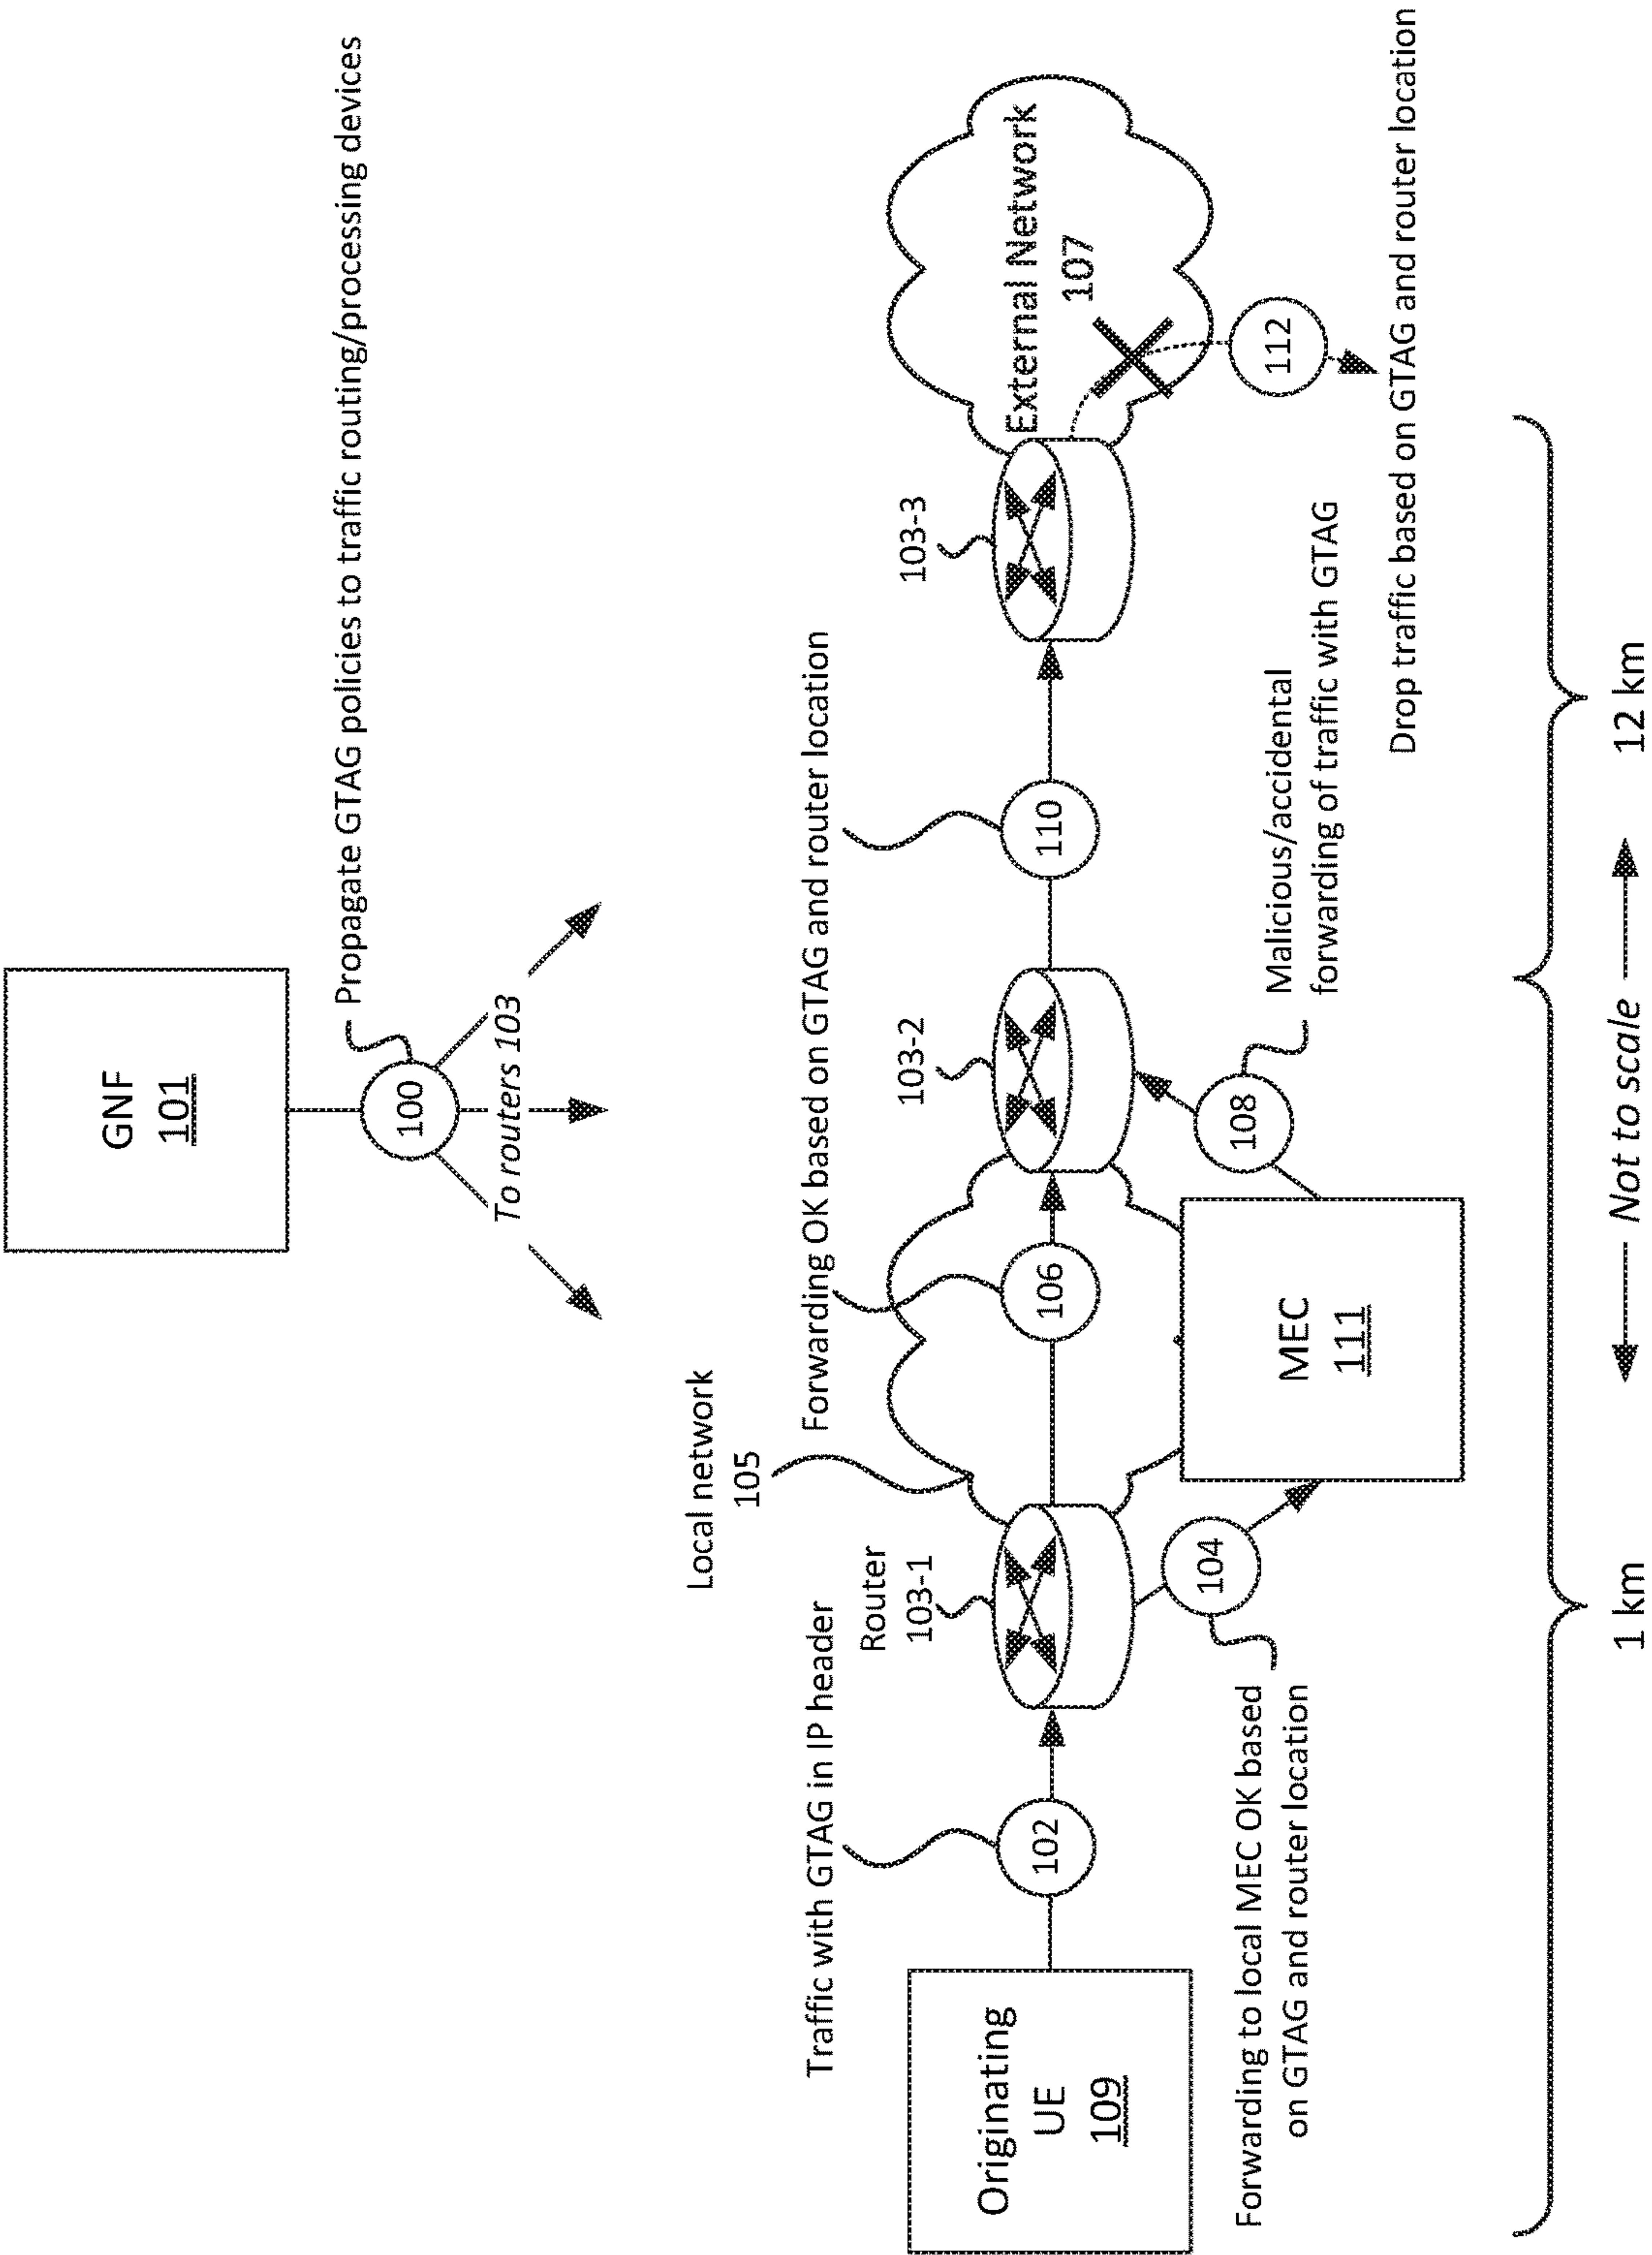 GNF
101
100
Propagate GTAG policies to traffic routing/processing devices
To routers 103
Local network
105
Traffic with GTAG in IP header
Router
103-1
Forwarding OK based on GTAG and router location
103-2
103-3
External Network
107
Originating
UE
109
102
106
110
104
Forwarding to local MEC OK based
on GTAG and router location
MEC
111
108
Malicious/accidental
forwarding of traffic with GTAG
112
Drop traffic based on GTAG and router location
1 km
Not to scale
12 km